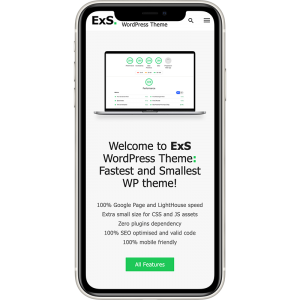 ExS.
WordPress Theme
Welcome to ExS
WordPress Theme:
Fastest and Smallest
WP theme!
100% Google Page and LightHouse speed
Extra small size for CSS and JS assets
Zero plugins dependency
100% SEO optimised and valid code
100% mobile friendly
All Features